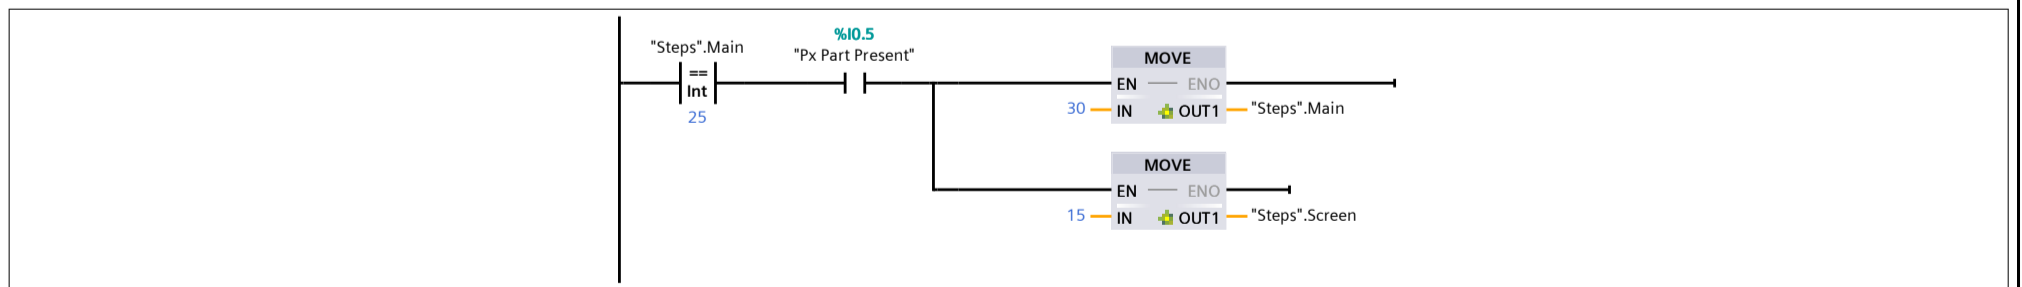 %I0.5
"Steps".Main
"Px Part Present"
==
Int
25
MOVE
EN ENO
30 IN OUT1 "Steps".Main
MOVE
EN ENO
15 IN OUT1 "Steps".Screen